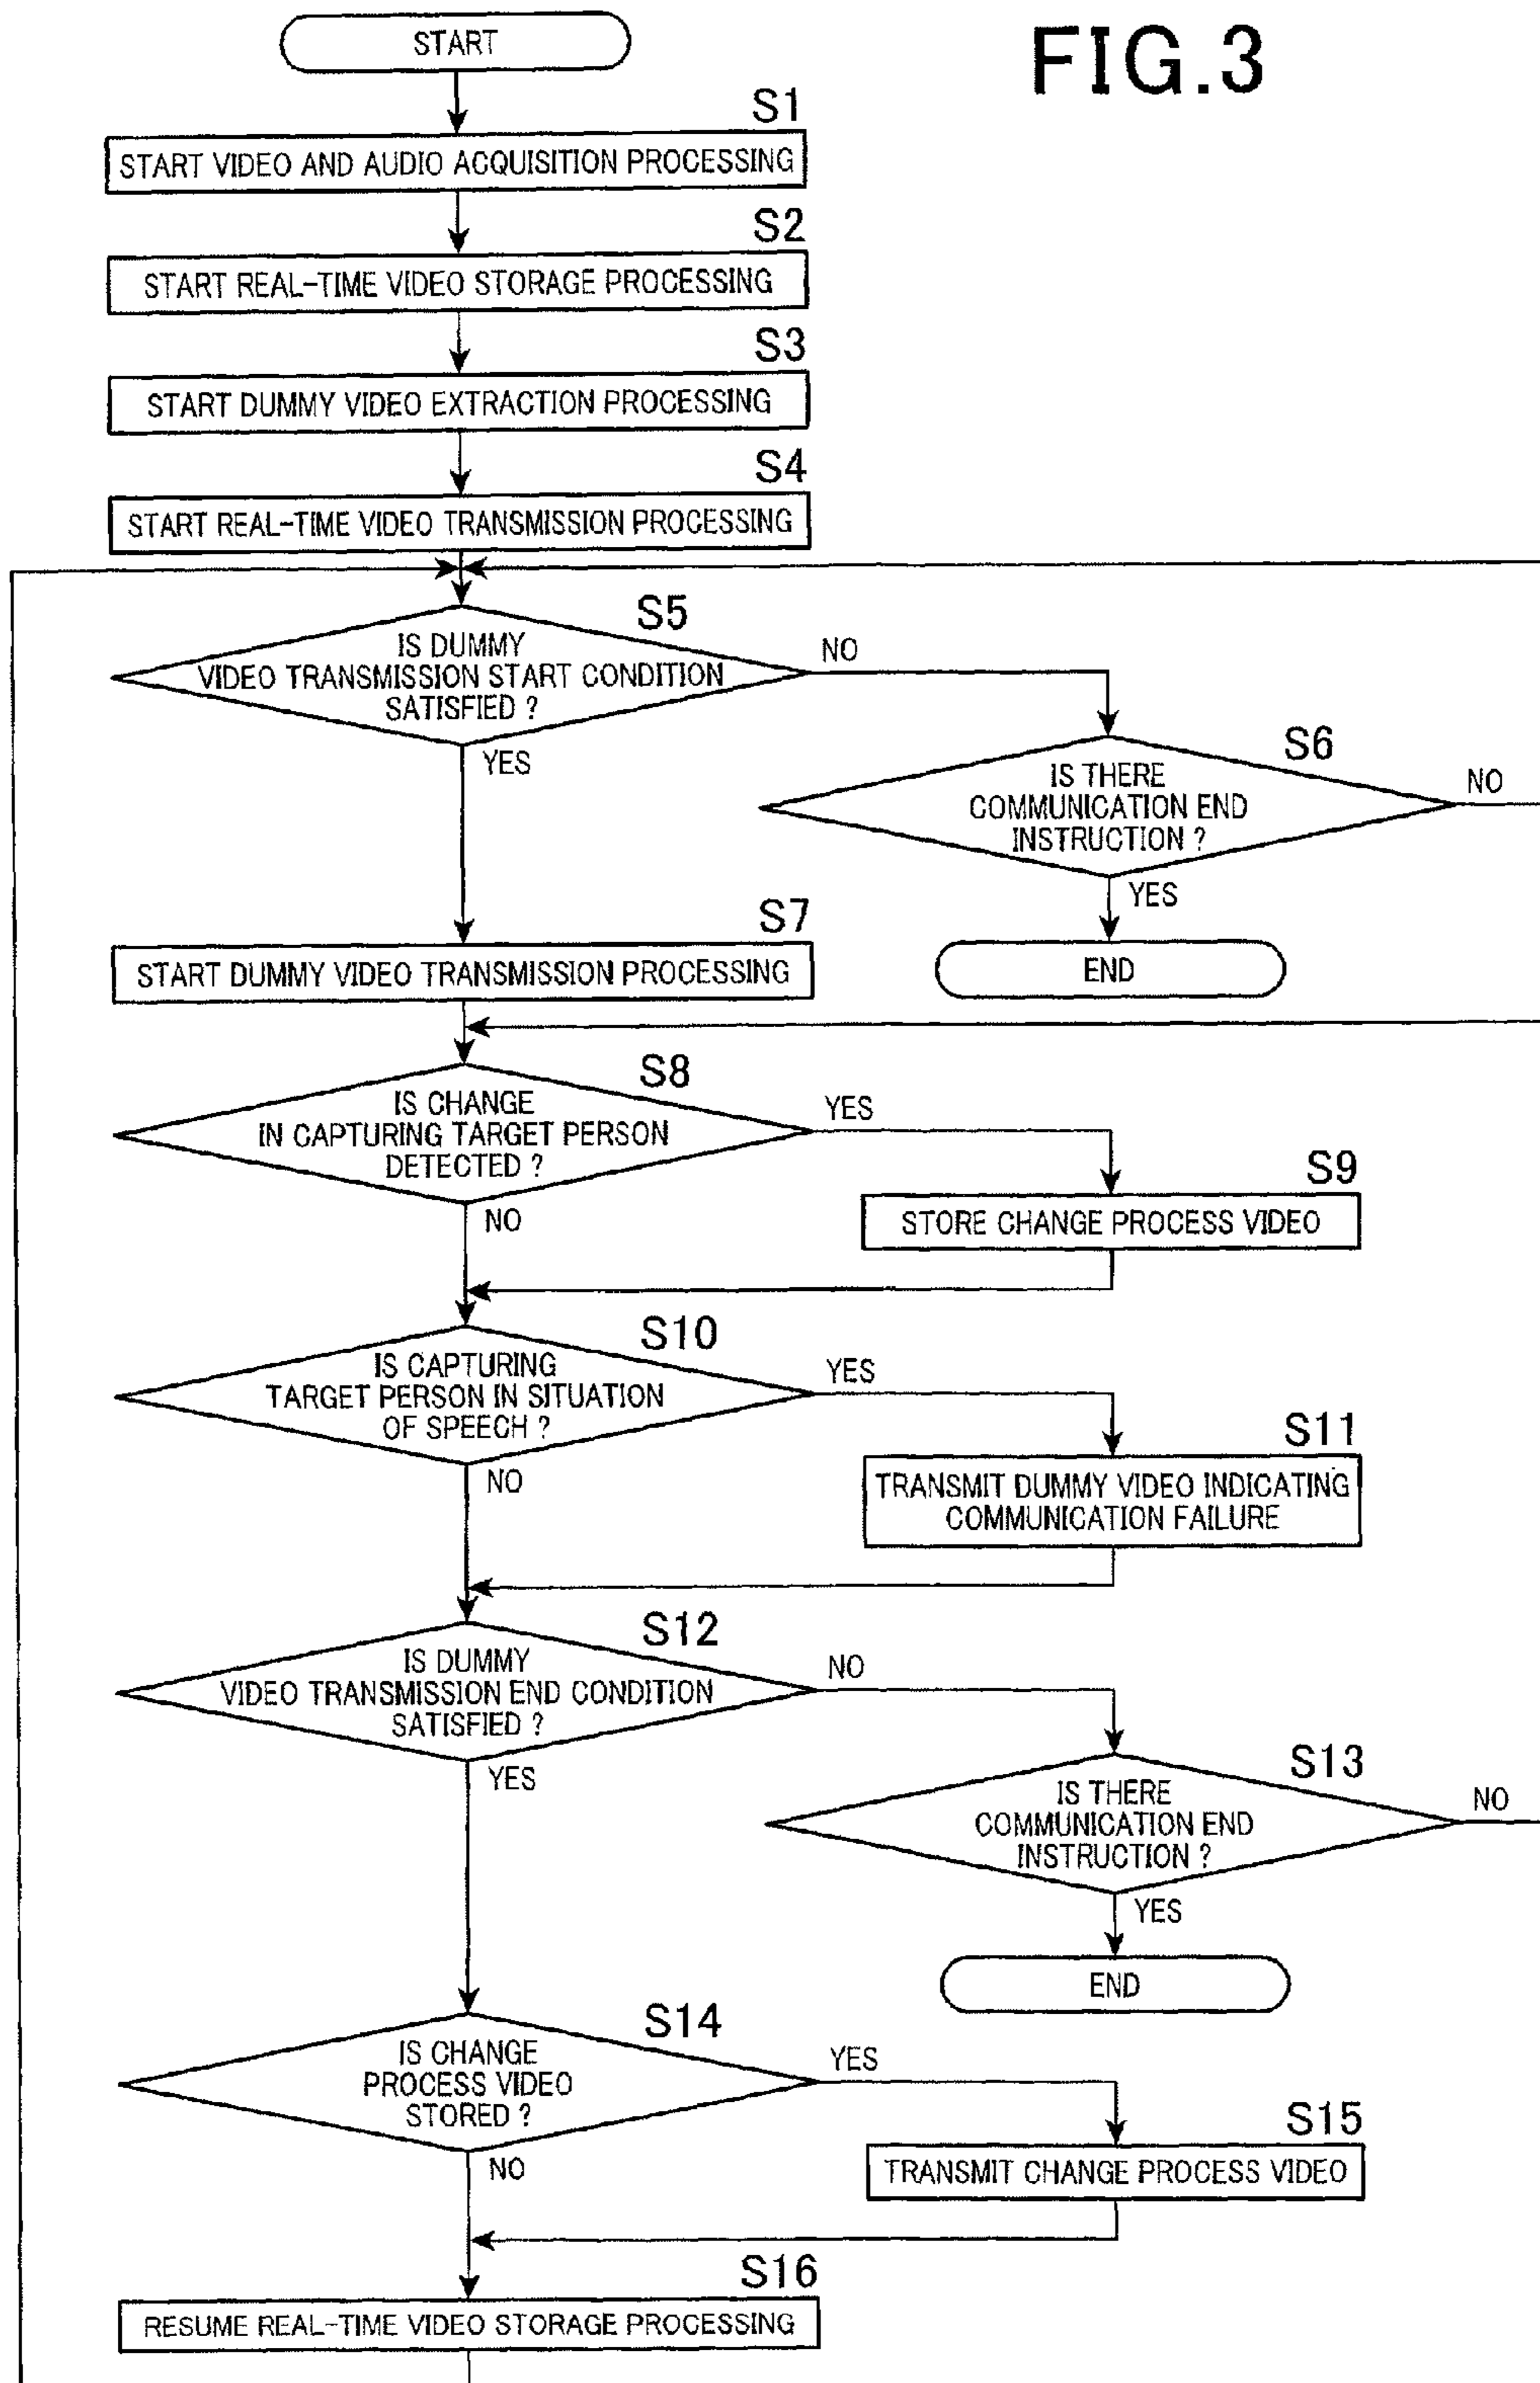 FIG.3
START
S1
START VIDEO AND AUDIO ACQUISITION PROCESSING
S2
START REAL-TIME VIDEO STORAGE PROCESSING
S3
START DUMMY VIDEO EXTRACTION PROCESSING
S4
START REAL-TIME VIDEO TRANSMISSION PROCESSING
S5
IS DUMMY
VIDEO TRANSMISSION START CONDITION
SATISFIED ?
NO
YES
S6
IS THERE
COMMUNICATION END
INSTRUCTION ?
NO
YES
END
S7
START DUMMY VIDEO TRANSMISSION PROCESSING
S8
IS CHANGE
IN CAPTURING TARGET PERSON
DETECTED ?
YES
NO
S9
STORE CHANGE PROCESS VIDEO
S10
IS CAPTURING
TARGET PERSON IN SITUATION
OF SPEECH ?
YES
NO
S11
TRANSMIT DUMMY VIDEO INDICATING
COMMUNICATION FAILURE
S12
IS DUMMY
VIDEO TRANSMISSION END CONDITION
SATISFIED ?
NO
YES
S13
IS THERE
COMMUNICATION END
INSTRUCTION ?
NO
YES
END
S14
IS CHANGE
PROCESS VIDEO
STORED ?
YES
NO
S15
TRANSMIT CHANGE PROCESS VIDEO
S16
RESUME REAL-TIME VIDEO STORAGE PROCESSING